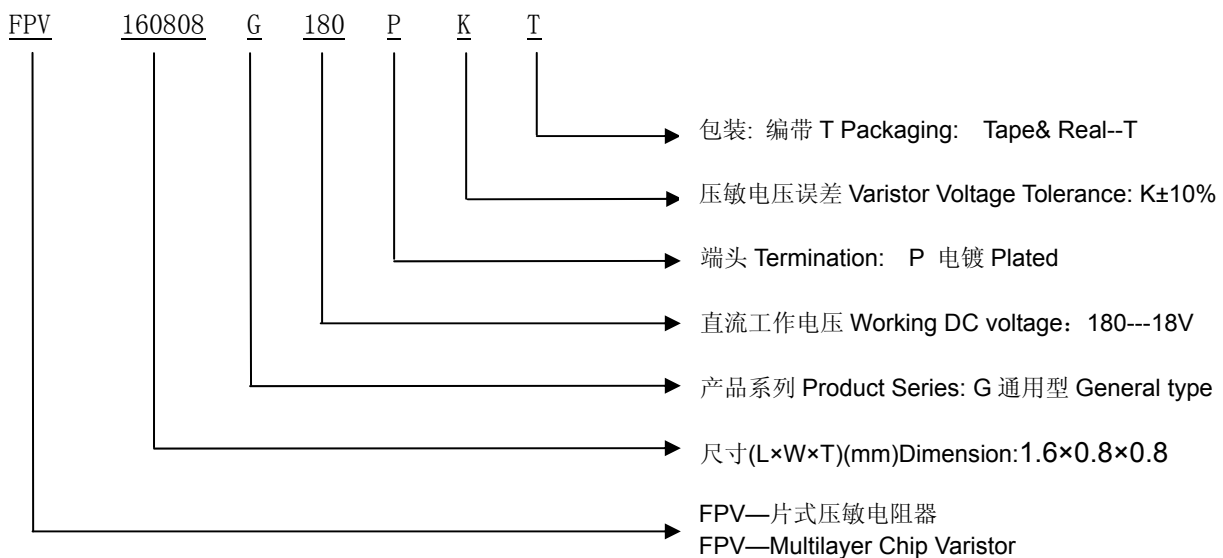 FPV 160808 G 180 P K T
包装: 编带 T Packaging: Tape& Real--T
压敏电压误差 Varistor Voltage Tolerance: K±10%
端头 Termination: P 电镀 Plated
直流工作电压 Working DC voltage：180---18V
产品系列 Product Series: G 通用型 General type
尺寸(L×W×T)(mm)Dimension:1.6×0.8×0.8
FPV—片式压敏电阻器
FPV—Multilayer Chip Varistor